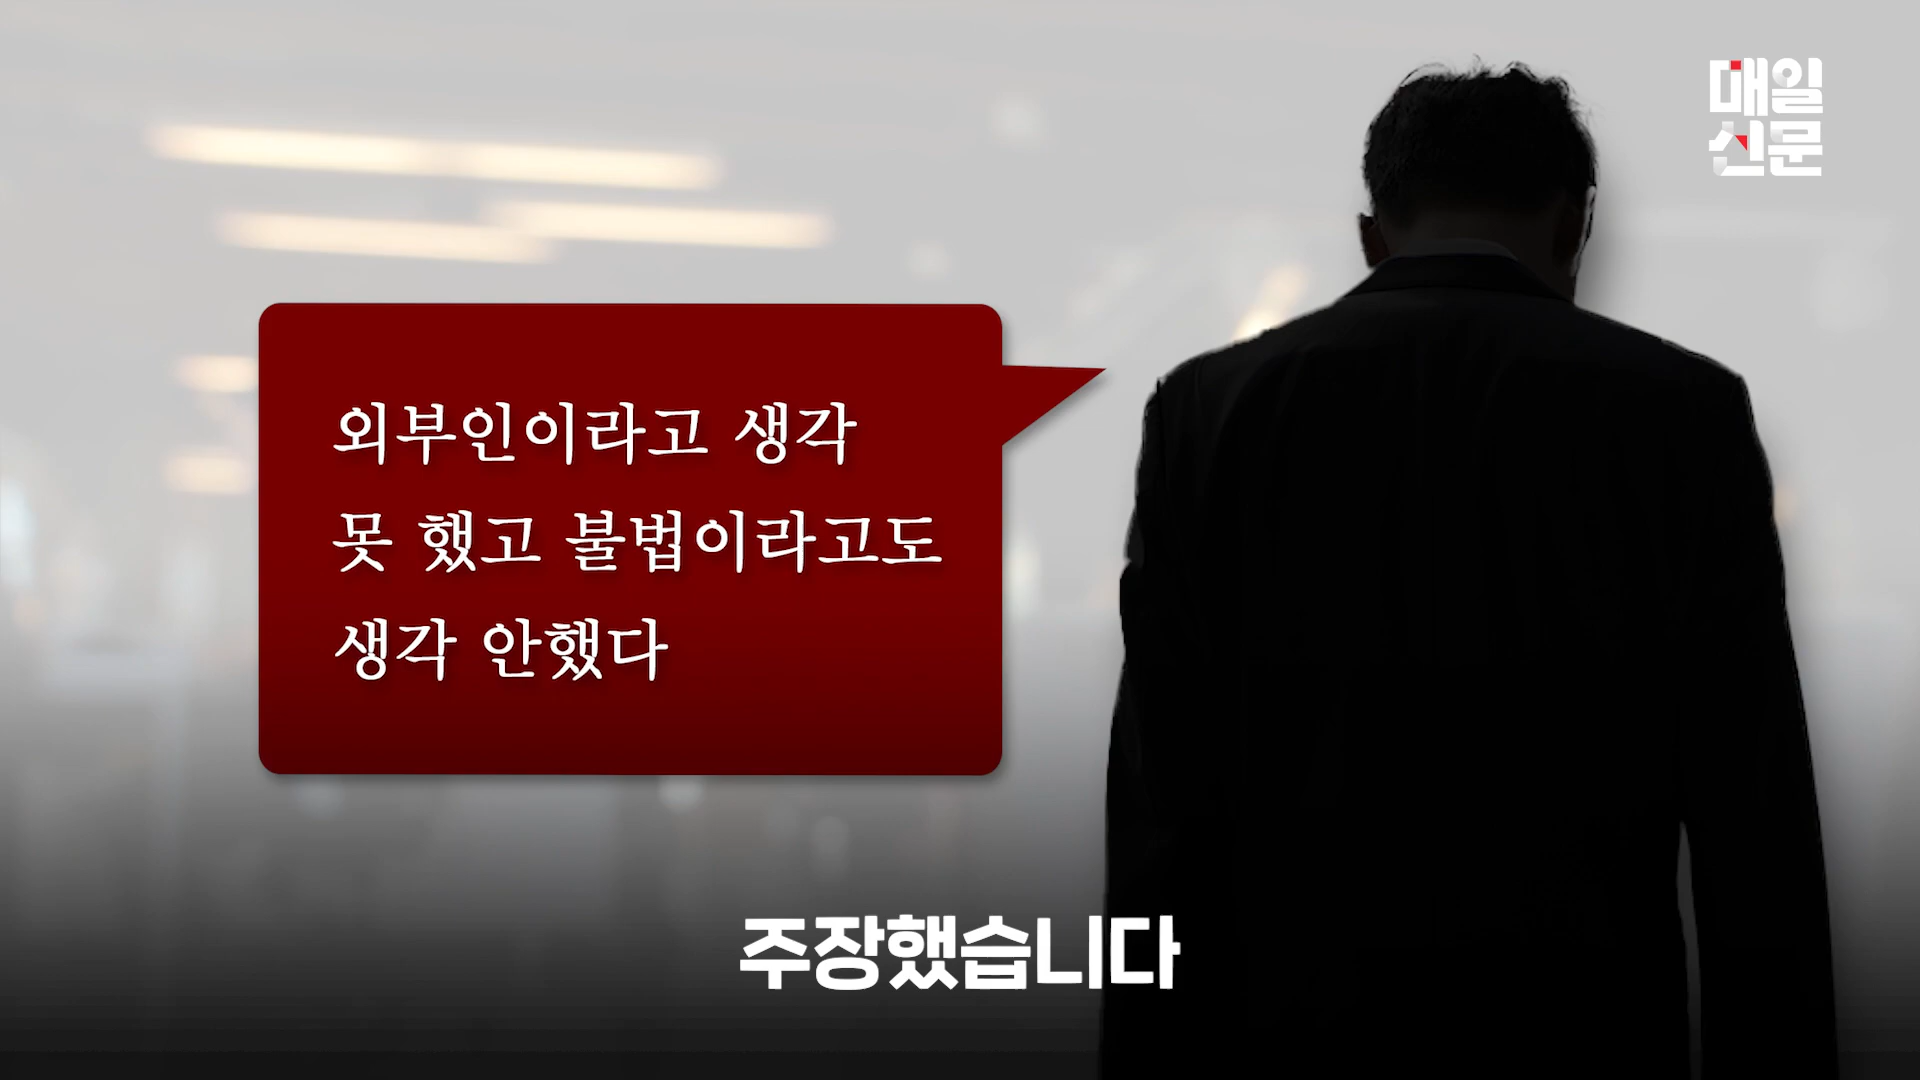 매일
신문
외부인이라고 생각
못 했고 불법이라고도
생각 안했다
주장했습니다